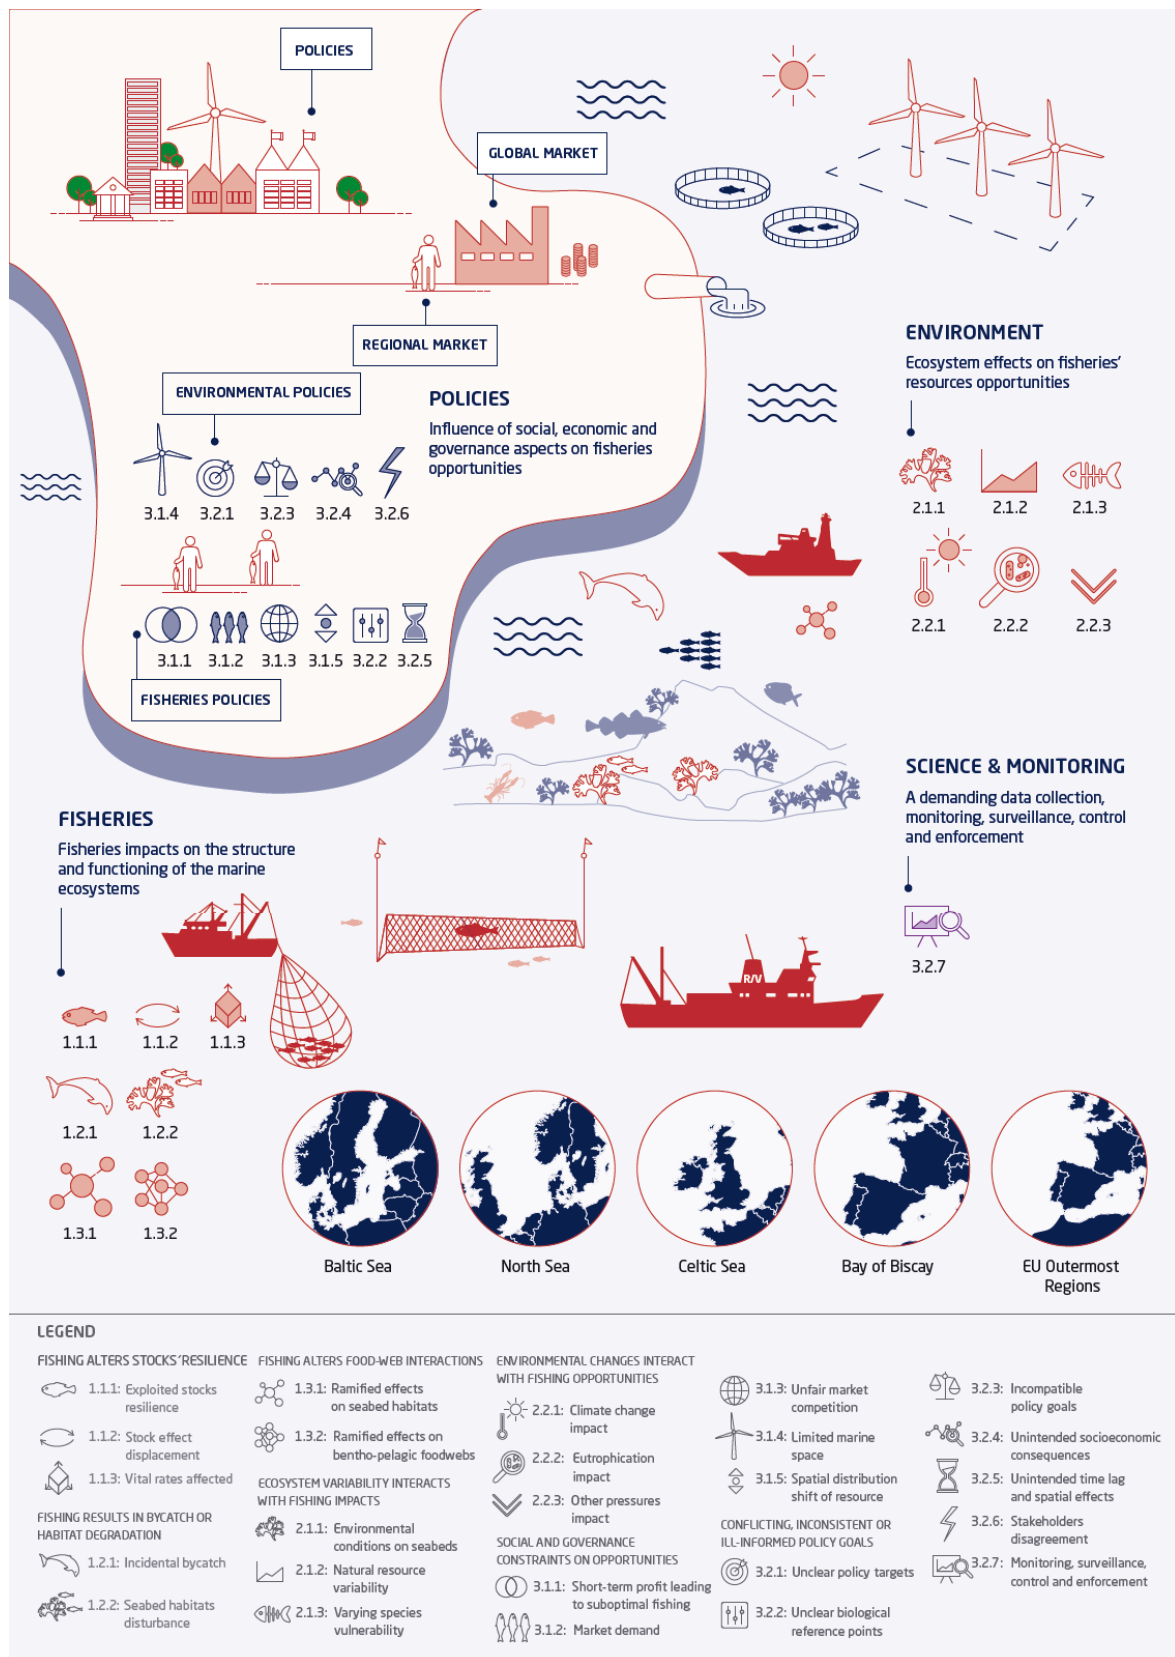 POLICIES
GLOBAL MARKET
REGIONAL MARKET
ENVIRONMENTAL POLICIES
POLICIES
Influence of social, economic and
governance aspects on fisheries
opportunities
3.1.4 3.2.1 3.2.3 3.2.4 3.2.6
3.1.1 3.1.2 3.1.3 3.1.5 3.2.2 3.2.5
FISHERIES POLICIES
ENVIRONMENT
Ecosystem effects on fisheries'
resources opportunities
2.1.1 2.1.2 2.1.3
2.2.1 2.2.2 2.2.3
SCIENCE & MONITORING
A demanding data collection,
monitoring, surveillance, control
and enforcement
3.2.7
FISHERIES
Fisheries impacts on the structure
and functioning of the marine
ecosystems
1.1.1 1.1.2 1.1.3
1.2.1 1.2.2
1.3.1 1.3.2
R/V
Baltic Sea
North Sea
Celtic Sea
Bay of Biscay
EU Outermost
Regions
LEGEND
FISHING ALTERS STOCKS'RESILIENCE
1.1.1: Exploited stocks
resilience
1.1.2: Stock effect
displacement
1.1.3: Vital rates affected
FISHING RESULTS IN BYCATCH OR
HABITAT DEGRADATION
1.2.1: Incidental bycatch
1.2.2: Seabed habitats
disturbance
FISHING ALTERS FOOD-WEB INTERACTIONS
1.3.1: Ramified effects
on seabed habitats
1.3.2: Ramified effects on
bentho-pelagic foodwebs
ECOSYSTEM VARIABILITY INTERACTS
WITH FISHING IMPACTS
2.1.1: Environmental
conditions on seabeds
2.1.2: Natural resource
variability
2.1.3: Varying species
vulnerability
ENVIRONMENTAL CHANGES INTERACT
WITH FISHING OPPORTUNITIES
2.2.1: Climate change
impact
2.2.2: Eutrophication
impact
2.2.3: Other pressures
impact
SOCIAL AND GOVERNANCE
CONSTRAINTS ON OPPORTUNITIES
3.1.1: Short-term profit leading
to suboptimal fishing
3.1.2: Market demand
3.1.3: Unfair market
competition
3.1.4: Limited marine
space
3.1.5: Spatial distribution
shift of resource
CONFLICTING, INCONSISTENT OR
ILL-INFORMED POLICY GOALS
3.2.1: Unclear policy targets
3.2.2: Unclear biological
reference points
3.2.3: Incompatible
policy goals
3.2.4: Unintended socioeconomic
consequences
3.2.5: Unintended time lag
and spatial effects
3.2.6: Stakeholders
disagreement
3.2.7: Monitoring, surveillance,
control and enforcement